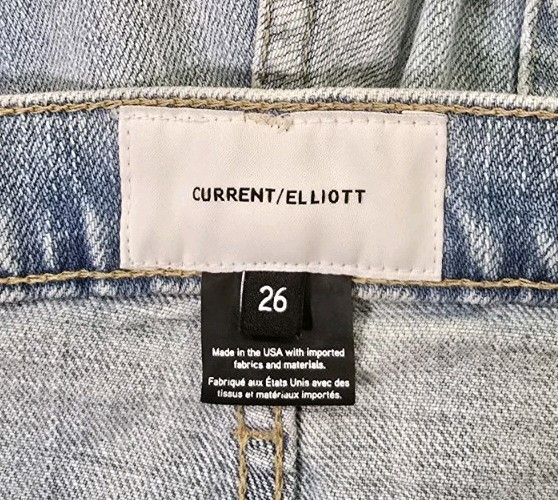 CURRENT/ELLIOTT
26
Made in the USA with imported
fabrics and materials.
Fabriqué aux États Unis avec des
tissus et matériaux importés.